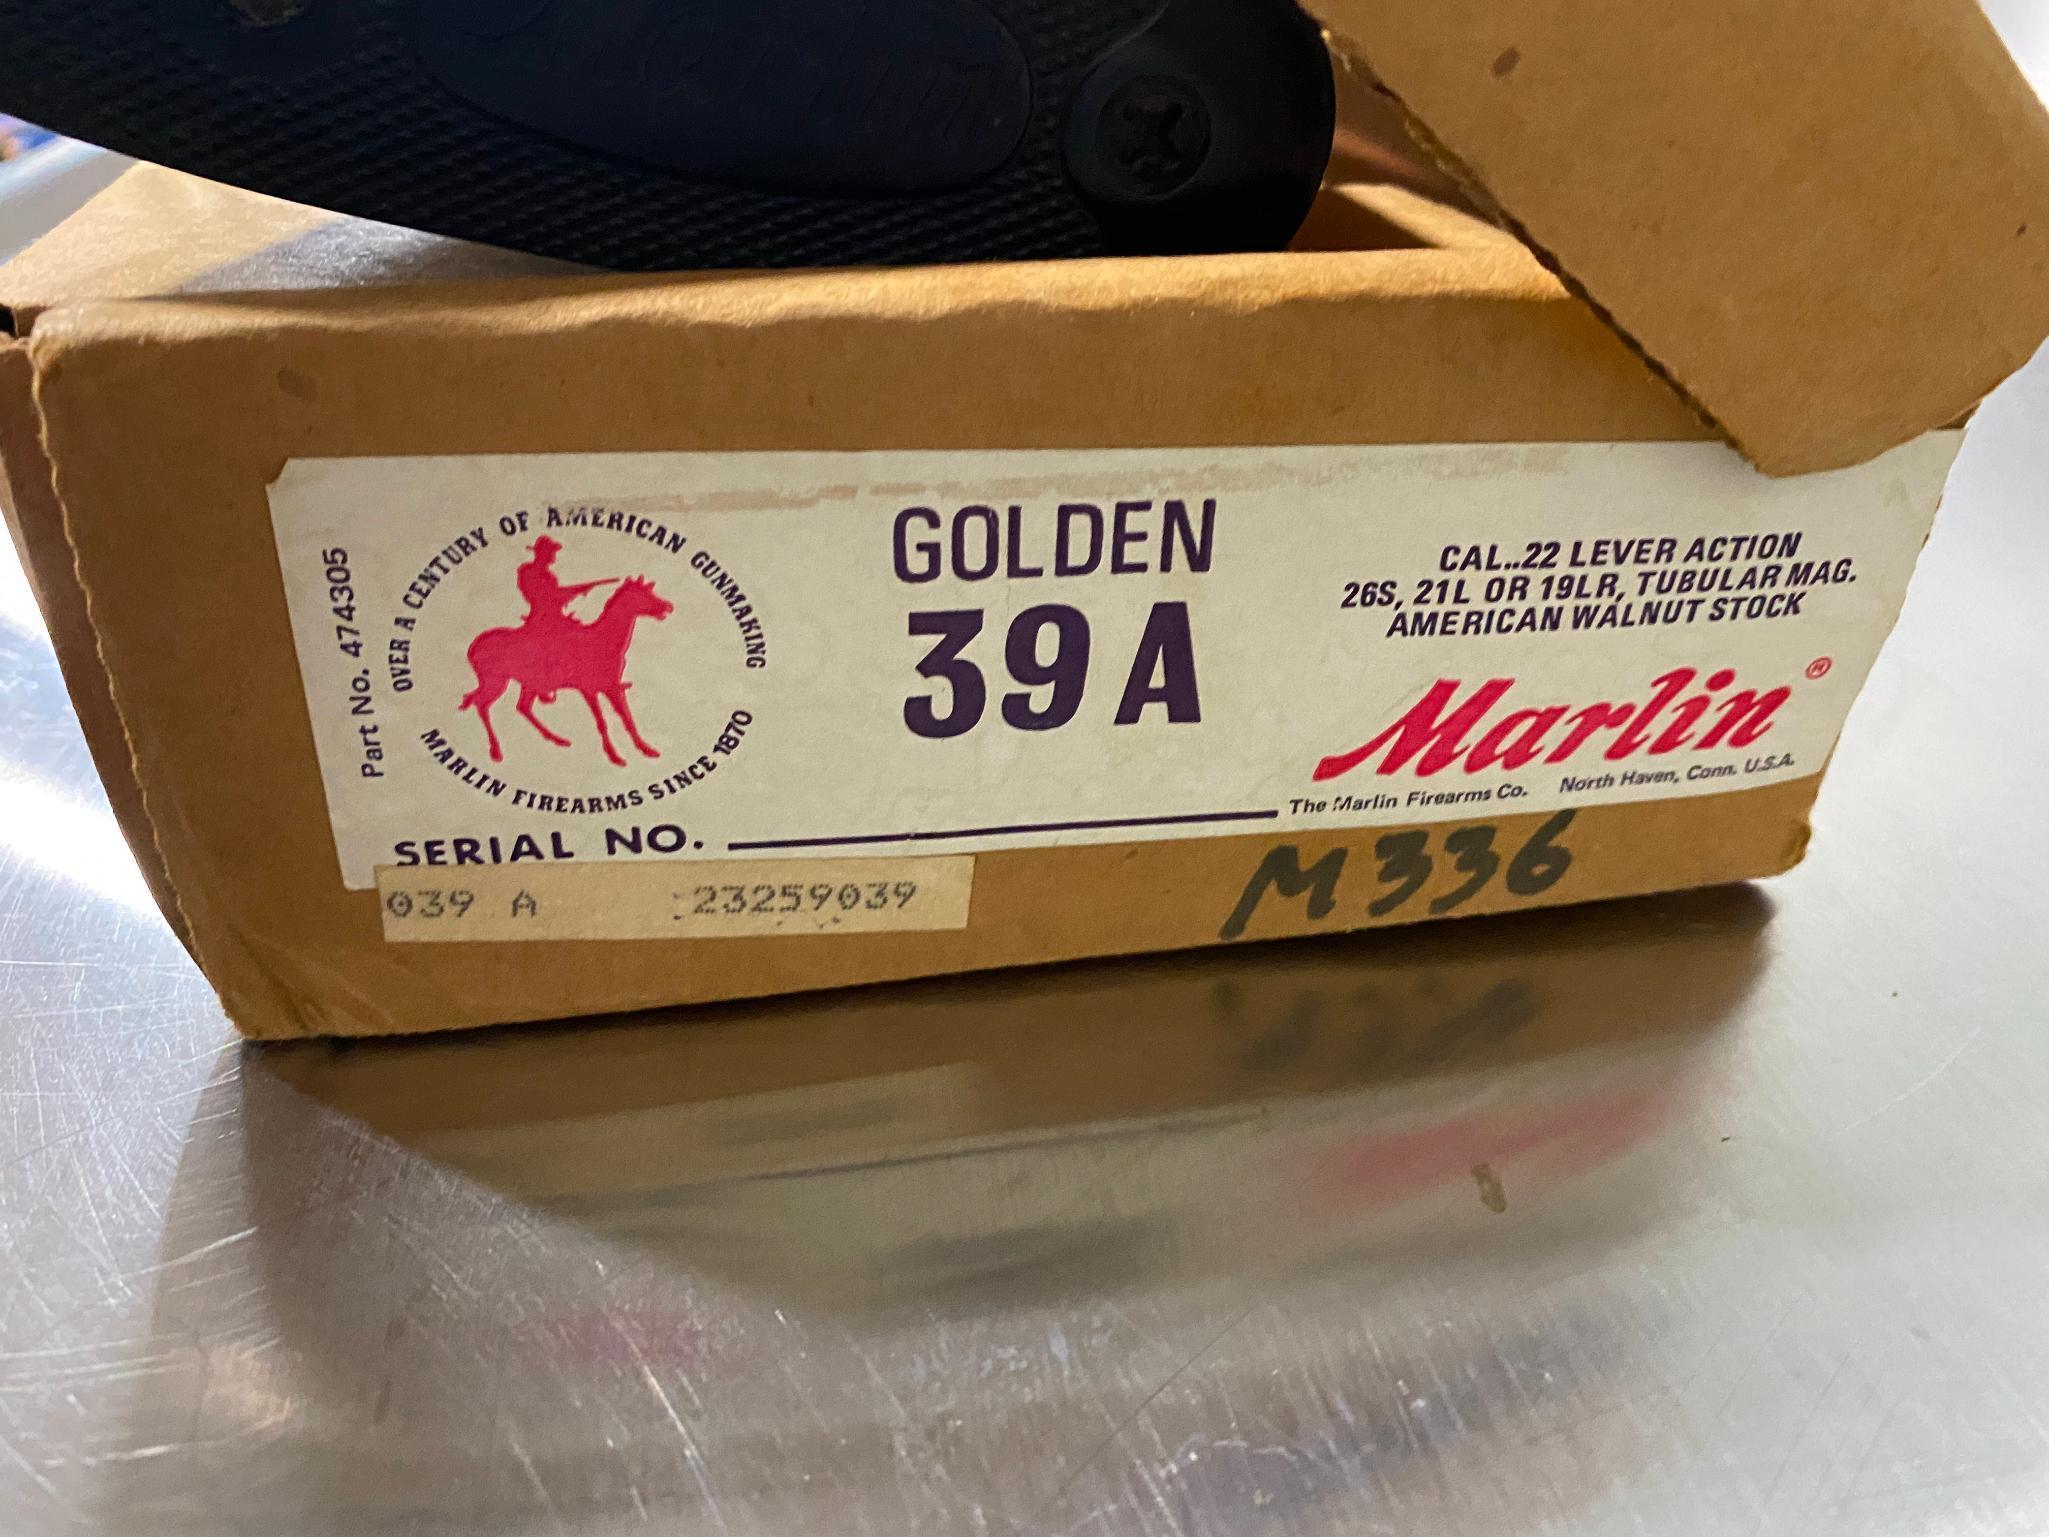 Marlin
Part No. 474305
OVER A CENTURY OF AMERICAN GUNMAKING
MARLIN FIREARMS SINCE 1870
GOLDEN
39 A
CAL..22 LEVER ACTION
26S, 21L OR 19LR, TUBULAR MAG.
AMERICAN WALNUT STOCK
Marlin®
The Marlin Firearms Co. North Haven, Conn. U.S.A.
SERIAL NO.
039 A :23259039
M336